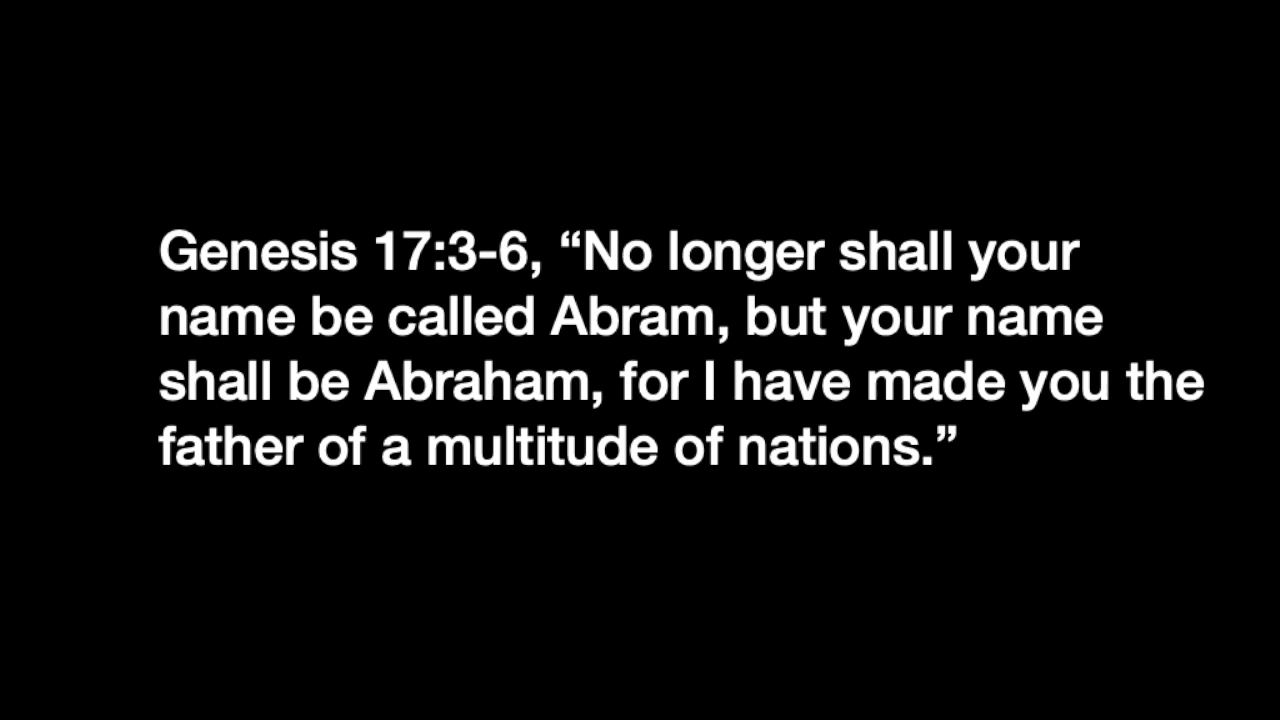 Genesis 17:3-6, “No longer shall your
name be called Abram, but your name
shall be Abraham, for I have made you the
father of a multitude of nations.”